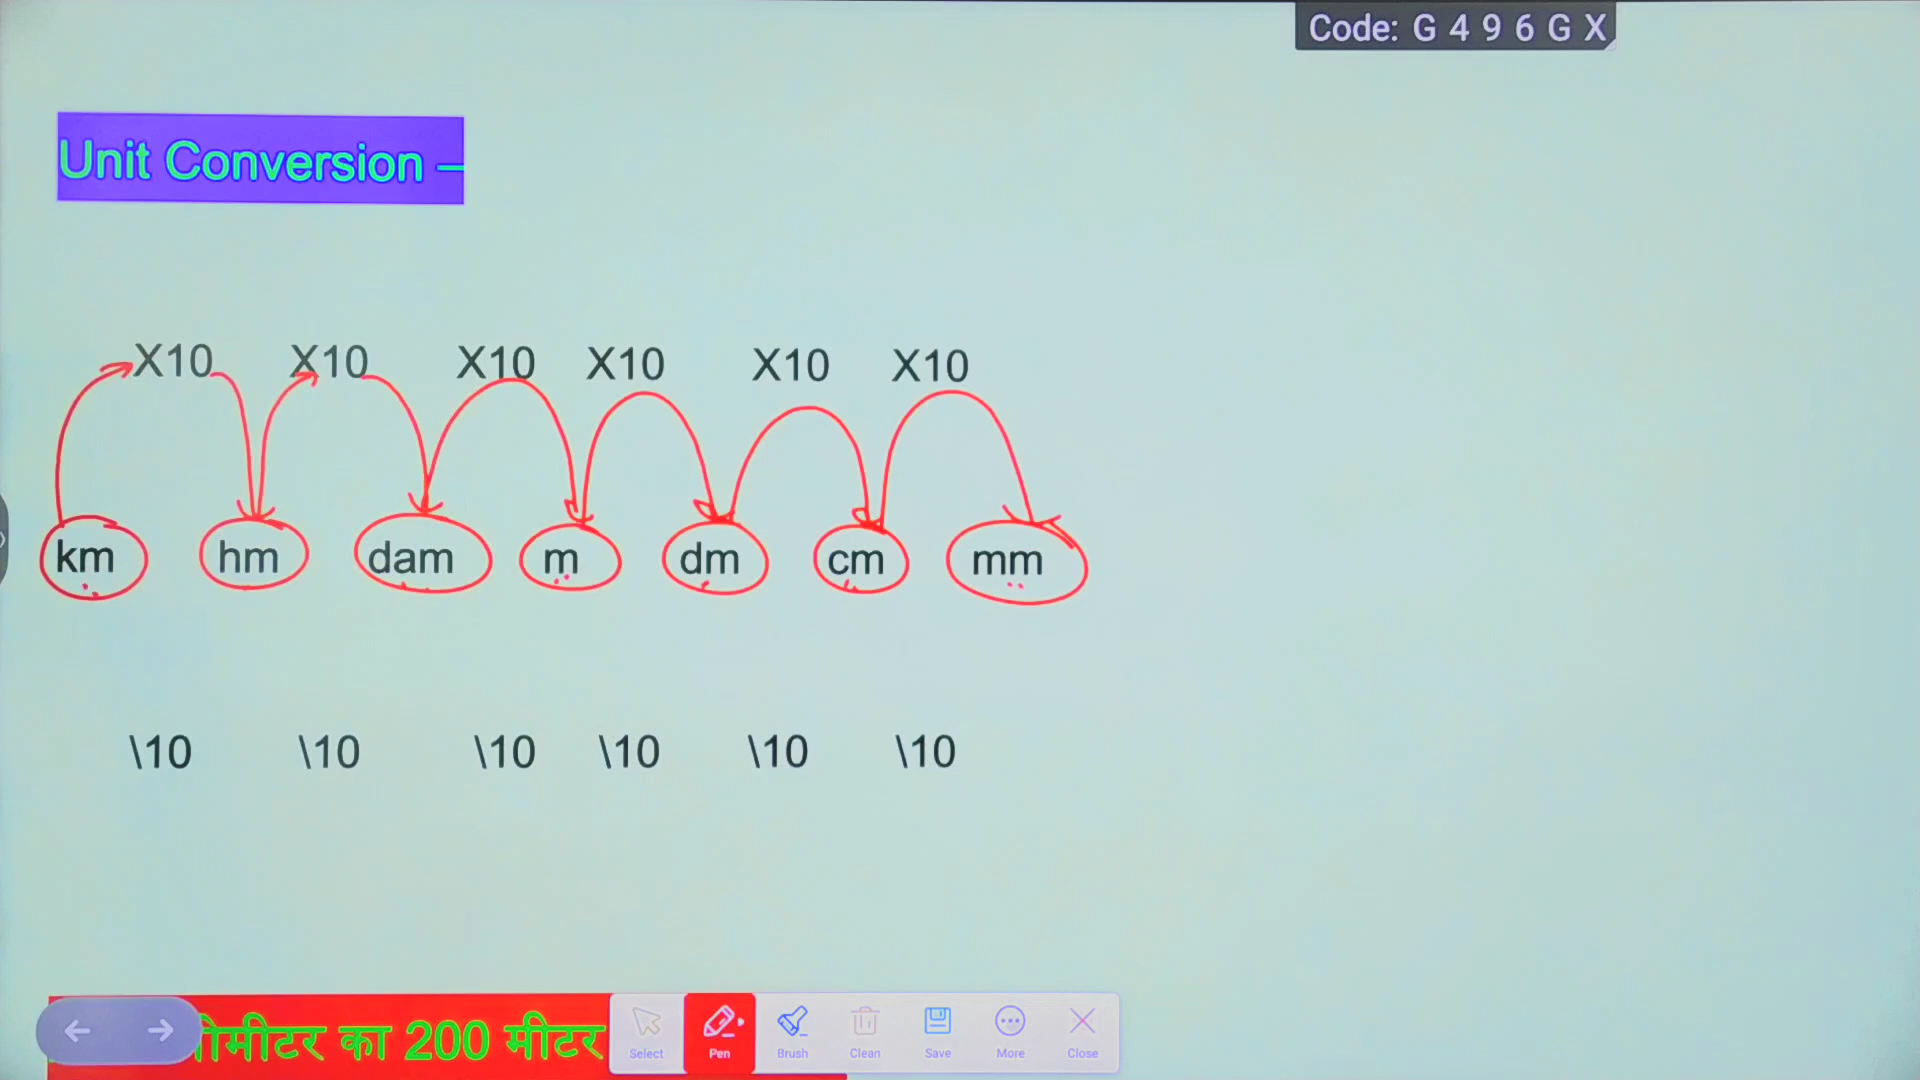 Code: G 4 9 6 G X
Unit Conversion –
X10 X10 X10 X10 X10 X10
km hm dam m dm cm mm
\10 \10 \10 \10 \10 \10
का 200 मीटर
Select Pen Brush Clean Save More Close